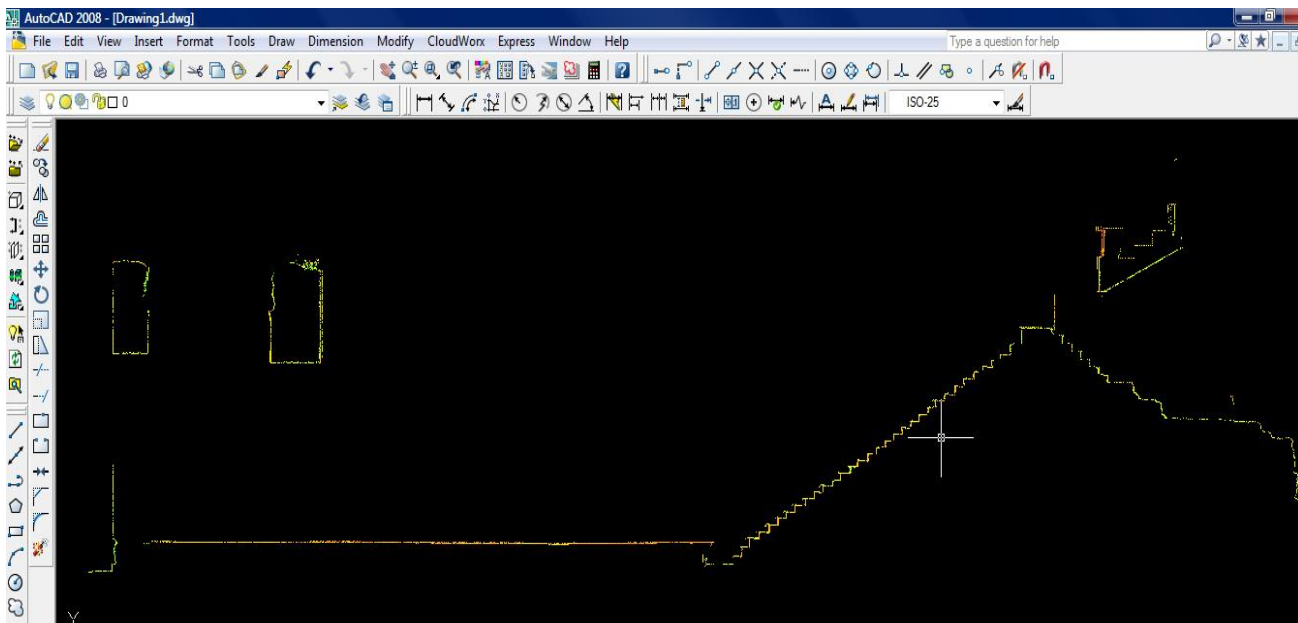 AutoCAD 2008 - [Drawing1.dwg]
File Edit View Insert Format Tools Draw Dimension Modify CloudWorx Express Window Help Type a question for help
0 ISO-25
Y